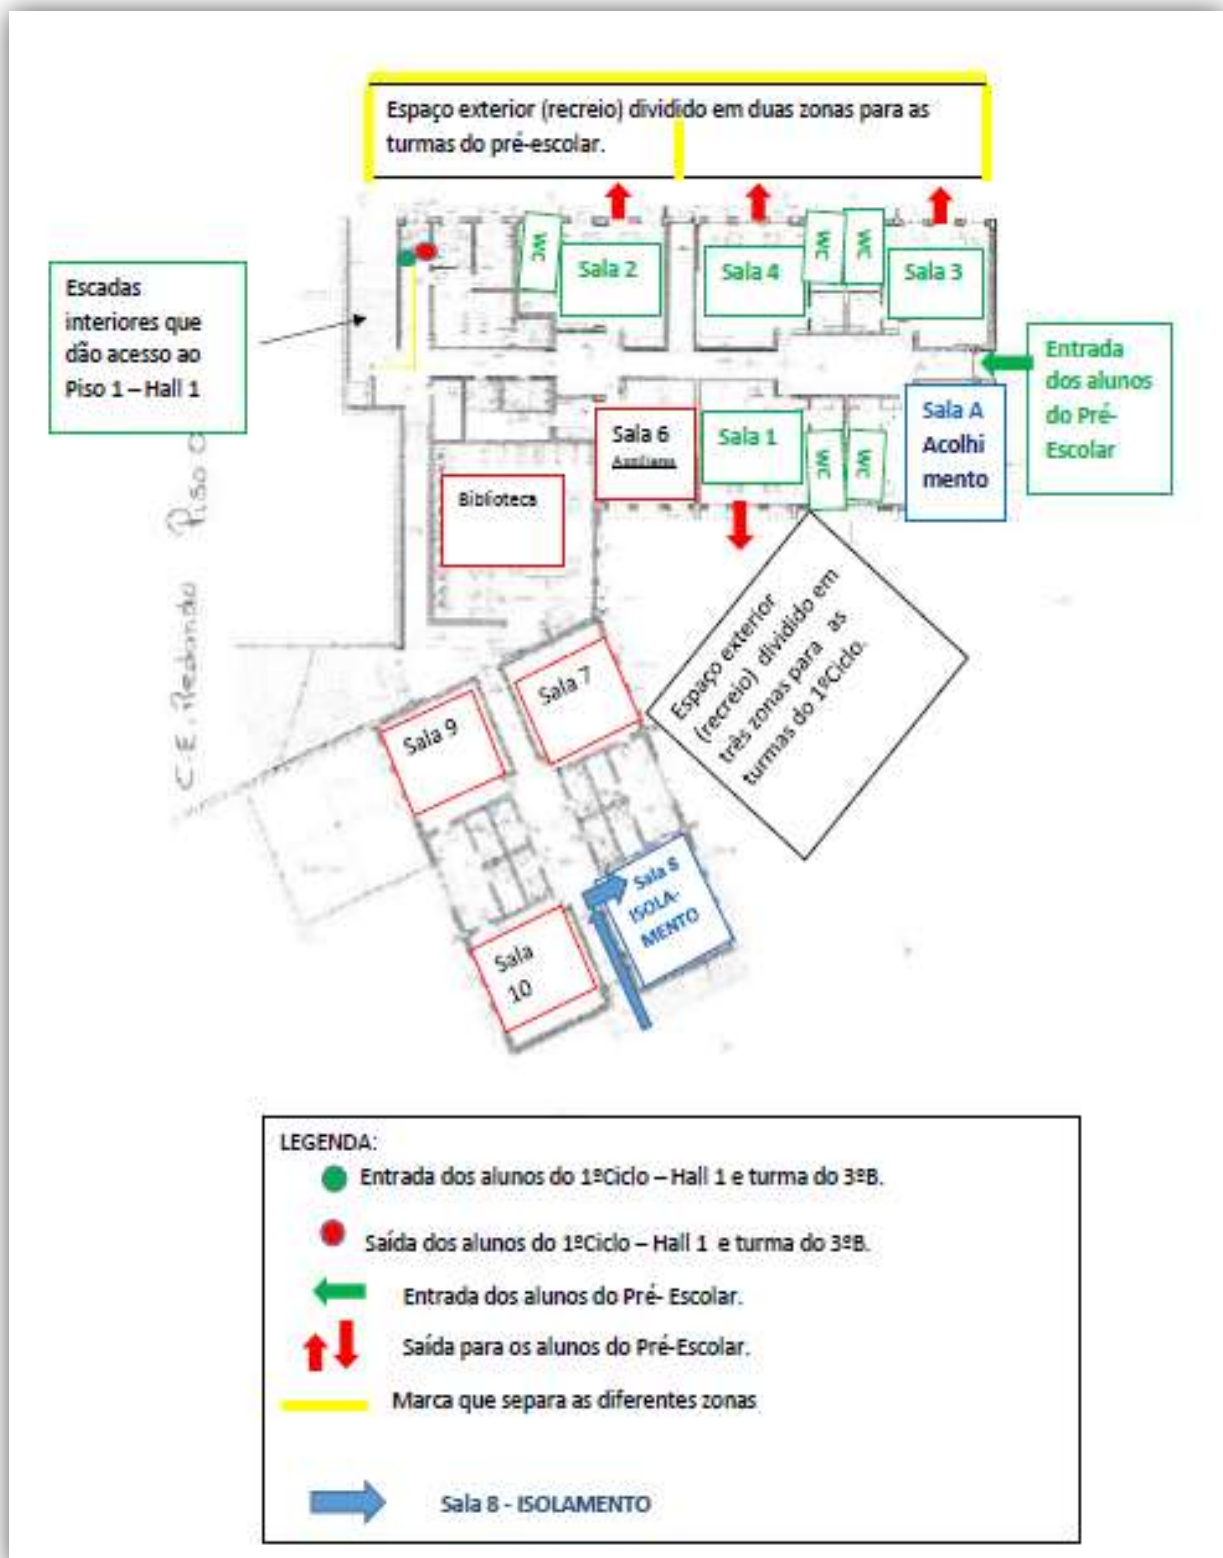 Espaço exterior (recreio) dividido em duas zonas para as
turmas do pré-escolar.
WC
Sala 2
Sala 4
WC
WC
Sala 3
Escadas
interiores que
dão acesso ao
Piso 1 – Hall 1
Entrada
dos alunos
do Pré-
Escolar
Sala A
Acolhi
mento
Sala 6
Sala 1
WC
WC
Biblioteca
C.E. Redondo Piso 0
Espaço exterior
(recreio) dividido em
três zonas para as
turmas do 1ºCiclo.
Sala 7
Sala 9
Sala 8
ISOLA-
MENTO
Sala
10
LEGENDA:
Entrada dos alunos do 1ºCiclo – Hall 1 e turma do 3ºB.
Saída dos alunos do 1ºCiclo – Hall 1 e turma do 3ºB.
Entrada dos alunos do Pré- Escolar.
Saída para os alunos do Pré-Escolar.
Marca que separa as diferentes zonas
Sala 8 - ISOLAMENTO